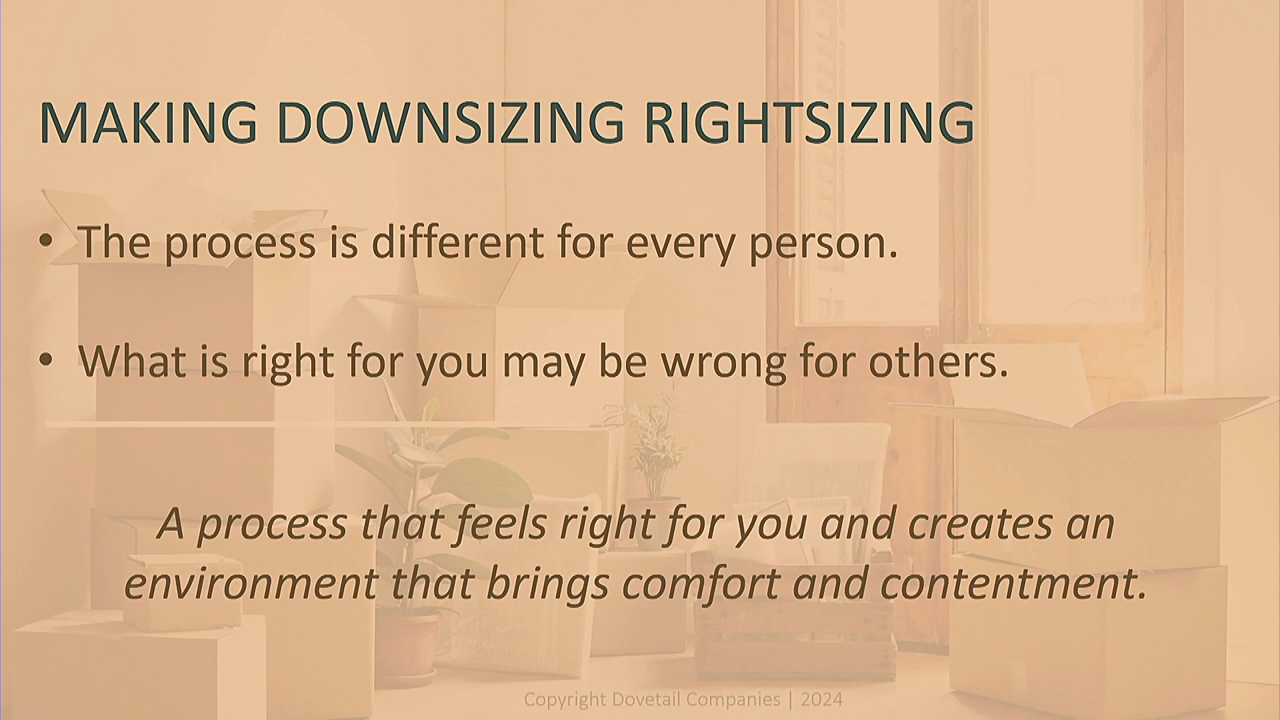 MAKING DOWNSIZING RIGHTSIZING
• The process is different for every person.
• What is right for you may be wrong for others.
A process that feels right for you and creates an
environment that brings comfort and contentment.
Copyright Dovetail Companies | 2024